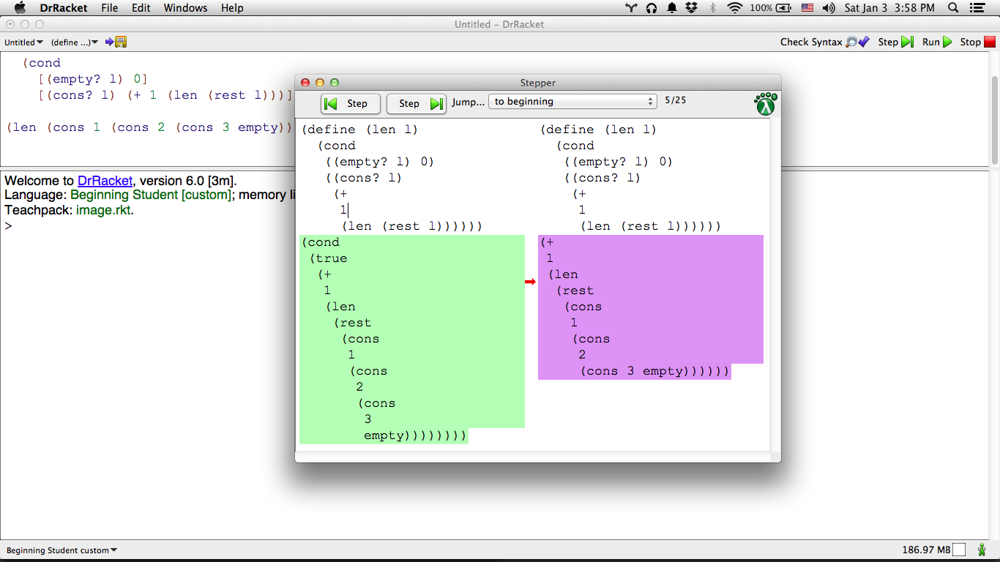 DrRacket File Edit Windows Help 100% Sat Jan 3 3:58 PM
Untitled – DrRacket
Untitled (define ...) Check Syntax Step Run Stop
(cond
[(empty? l) 0]
[(cons? l) (+ 1 (len (rest l)))]
(len (cons 1 (cons 2 (cons 3 empty))
Welcome to DrRacket, version 6.0 [3m].
Language: Beginning Student [custom]; memory li
Teachpack: image.rkt.
>
Stepper
Step Step Jump... to beginning 5/25
(define (len l)
(cond
((empty? l) 0)
((cons? l)
(+
1
(len (rest l))))))
(cond
(true
(+
1
(len
(rest
(cons
1
(cons
2
(cons
3
empty))))))))
(define (len l)
(cond
((empty? l) 0)
((cons? l)
(+
1
(len (rest l))))))
(+
1
(len
(rest
(cons
1
(cons
2
(cons 3 empty))))))
Beginning Student custom 186.97 MB